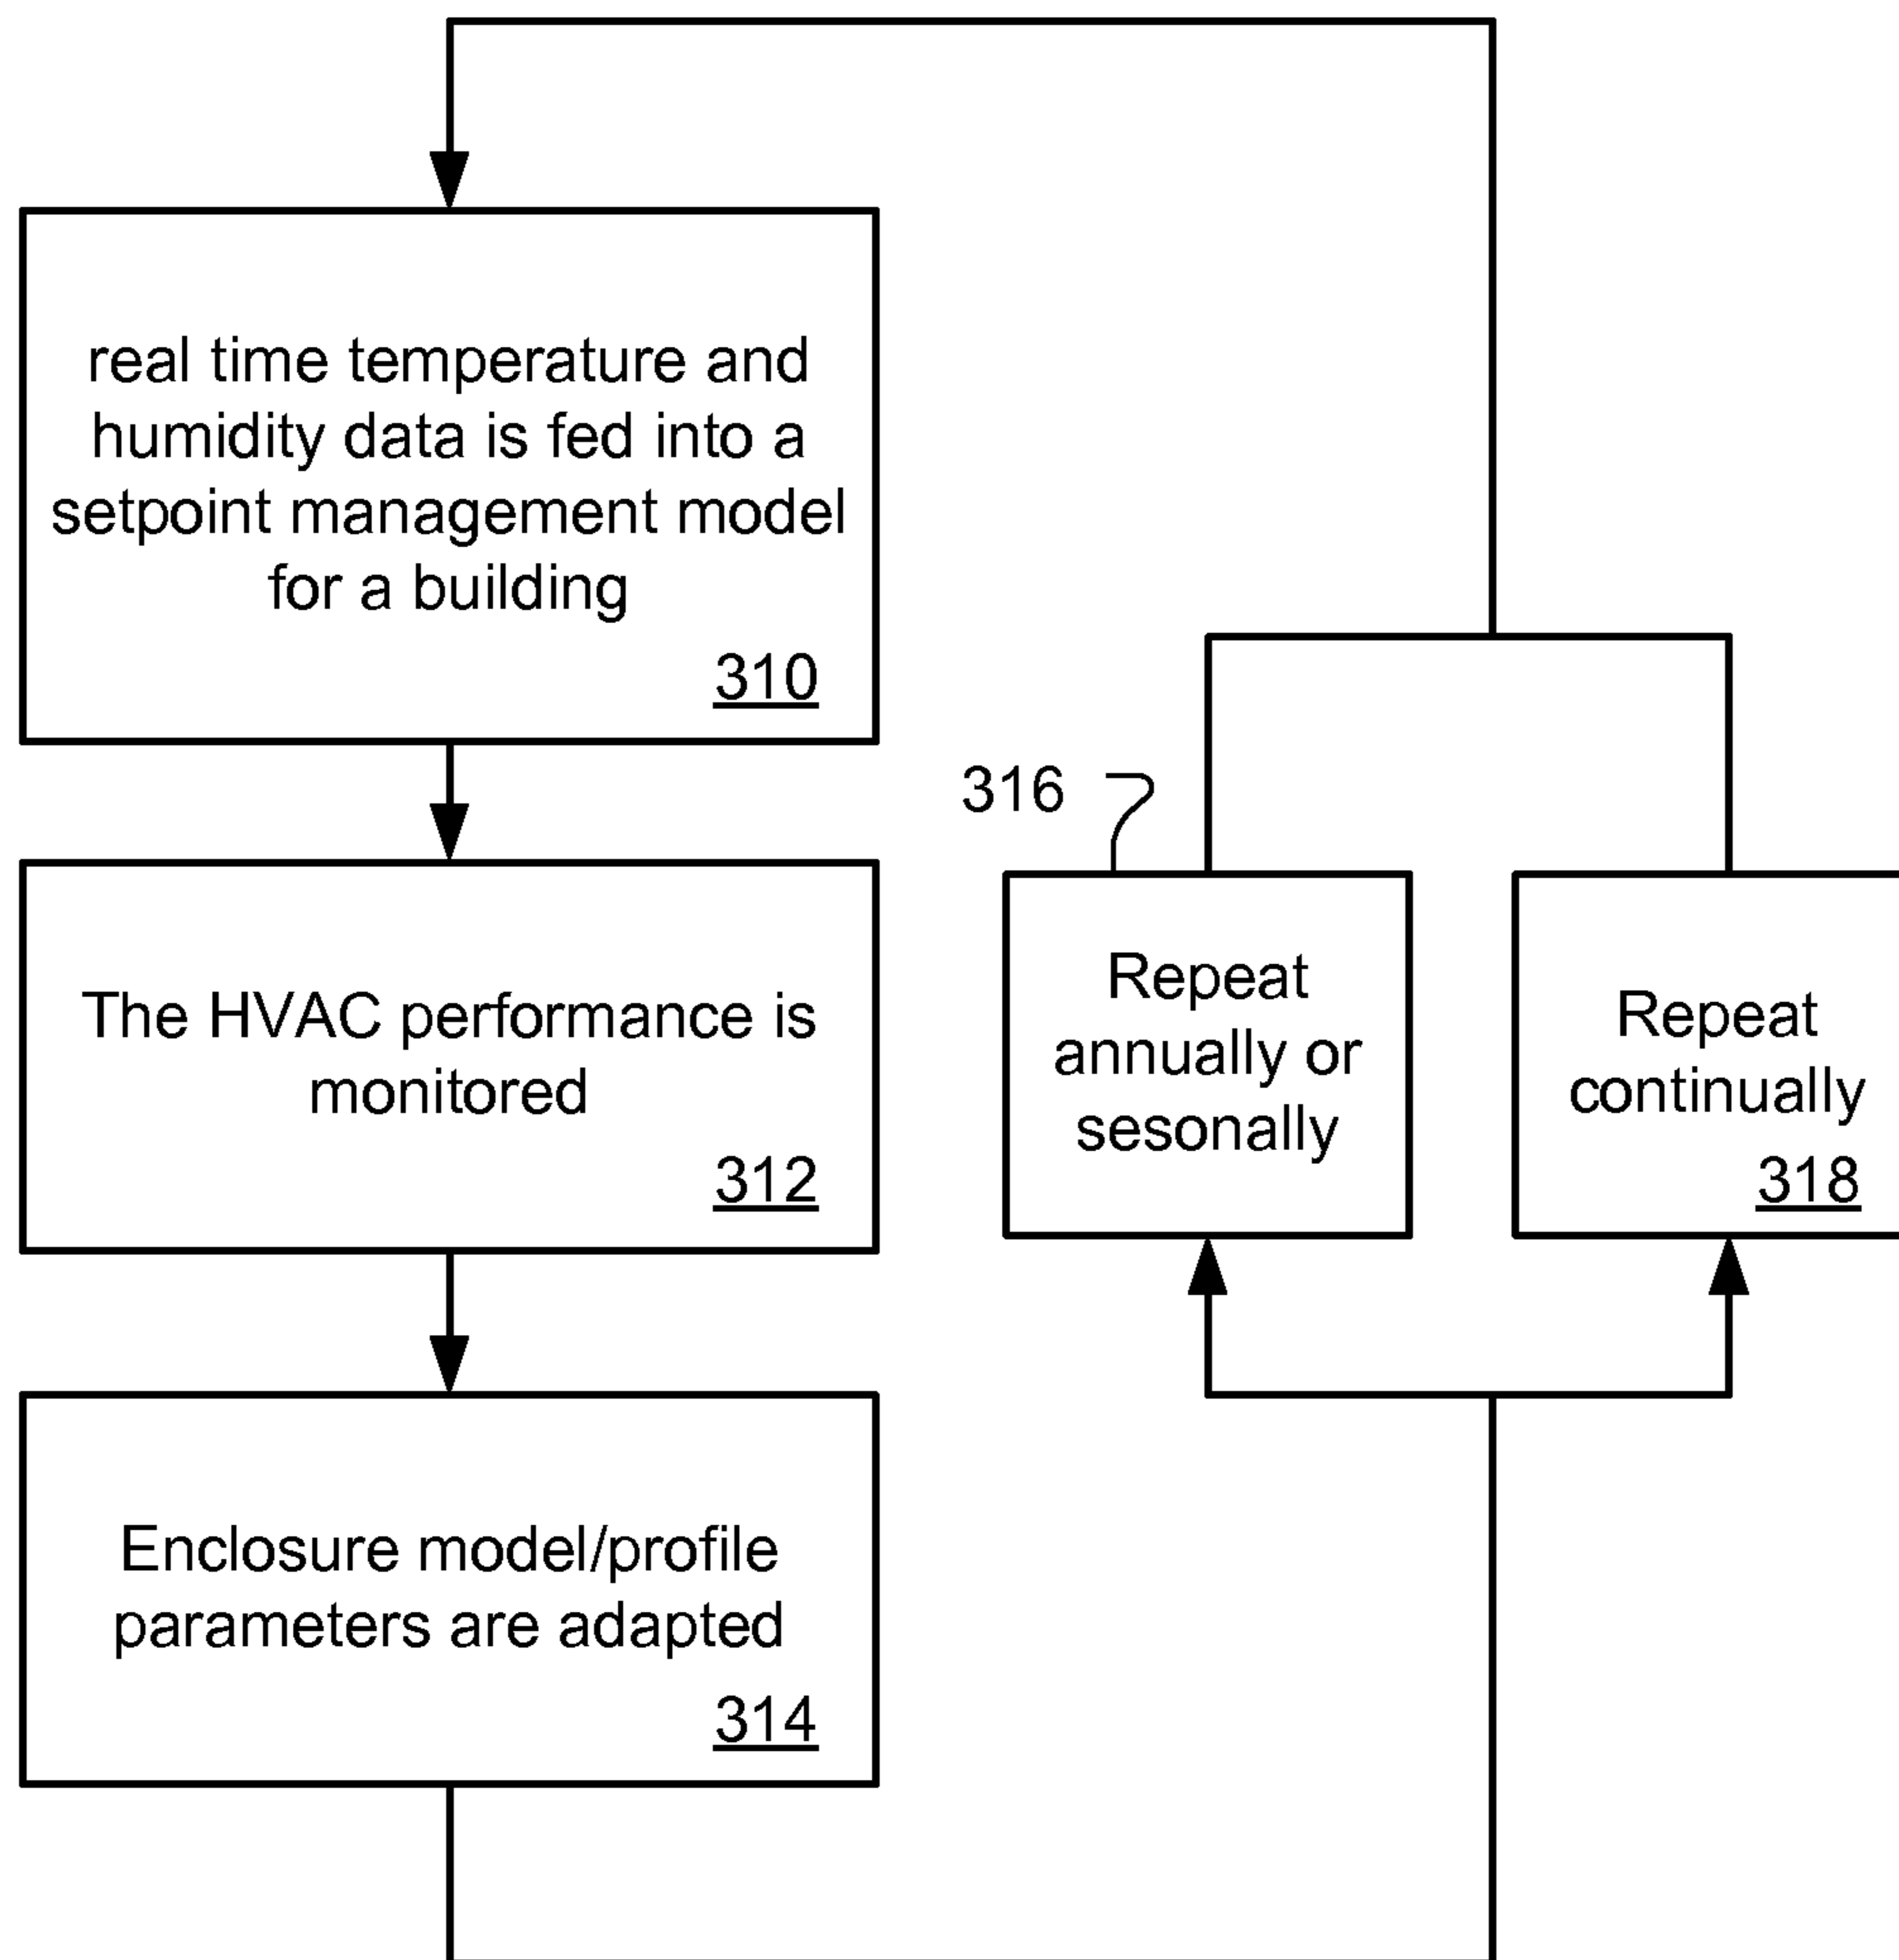 real time temperature and
humidity data is fed into a
setpoint management model
for a building
310
The HVAC performance is
monitored
312
Enclosure model/profile
parameters are adapted
314
316
Repeat
annually or
sesonally
Repeat
continually
318